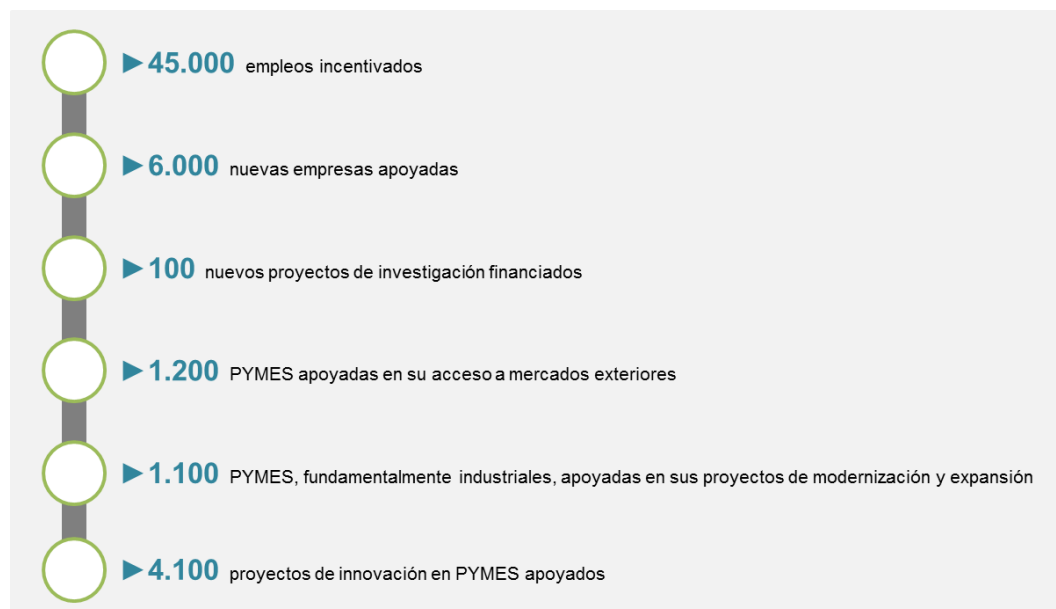 ►45.000 empleos incentivados
►6.000 nuevas empresas apoyadas
►100 nuevos proyectos de investigación financiados
►1.200 PYMES apoyadas en su acceso a mercados exteriores
►1.100 PYMES, fundamentalmente industriales, apoyadas en sus proyectos de modernización y expansión
►4.100 proyectos de innovación en PYMES apoyados